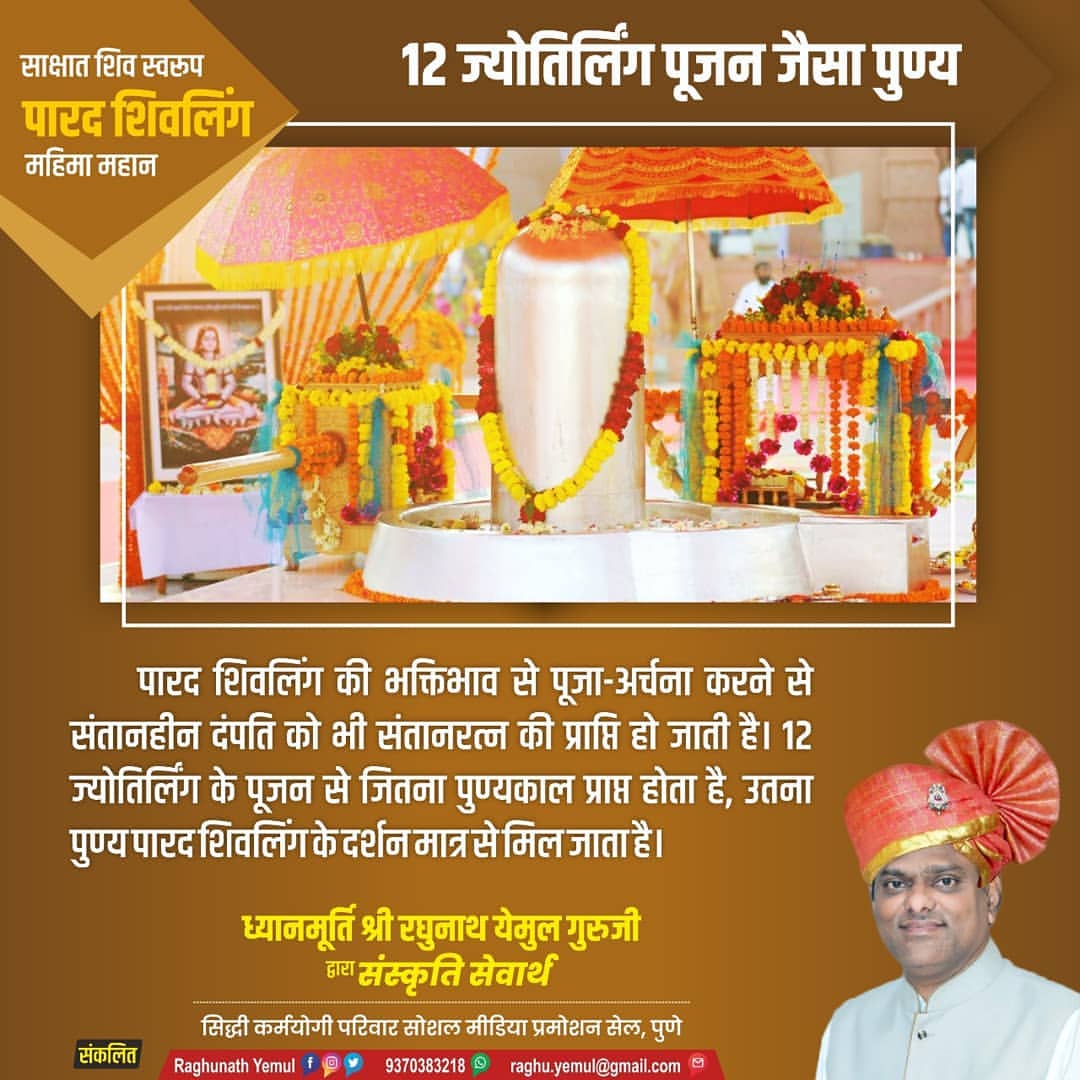 साक्षात शिव स्वरूप
पारद शिवलिंग
महिमा महान
12 ज्योतिर्लिंग पूजन जैसा पुण्य
पारद शिवलिंग की भक्तिभाव से पूजा-अर्चना करने से
संतानहीन दंपति को भी संतानरत्न की प्राप्ति हो जाती है। 12
ज्योतिर्लिंग के पूजन से जितना पुण्यकाल प्राप्त होता है, उतना
पुण्य पारद शिवलिंग के दर्शन मात्र से मिल जाता है।
ध्यानमूर्ति श्री रघुनाथ येमुल गुरुजी
द्वारा संस्कृति सेवार्थ
सिद्धी कर्मयोगी परिवार सोशल मीडिया प्रमोशन सेल, पुणे
संकलित
Raghunath Yemul 9370383218 raghu.yemul@gmail.com